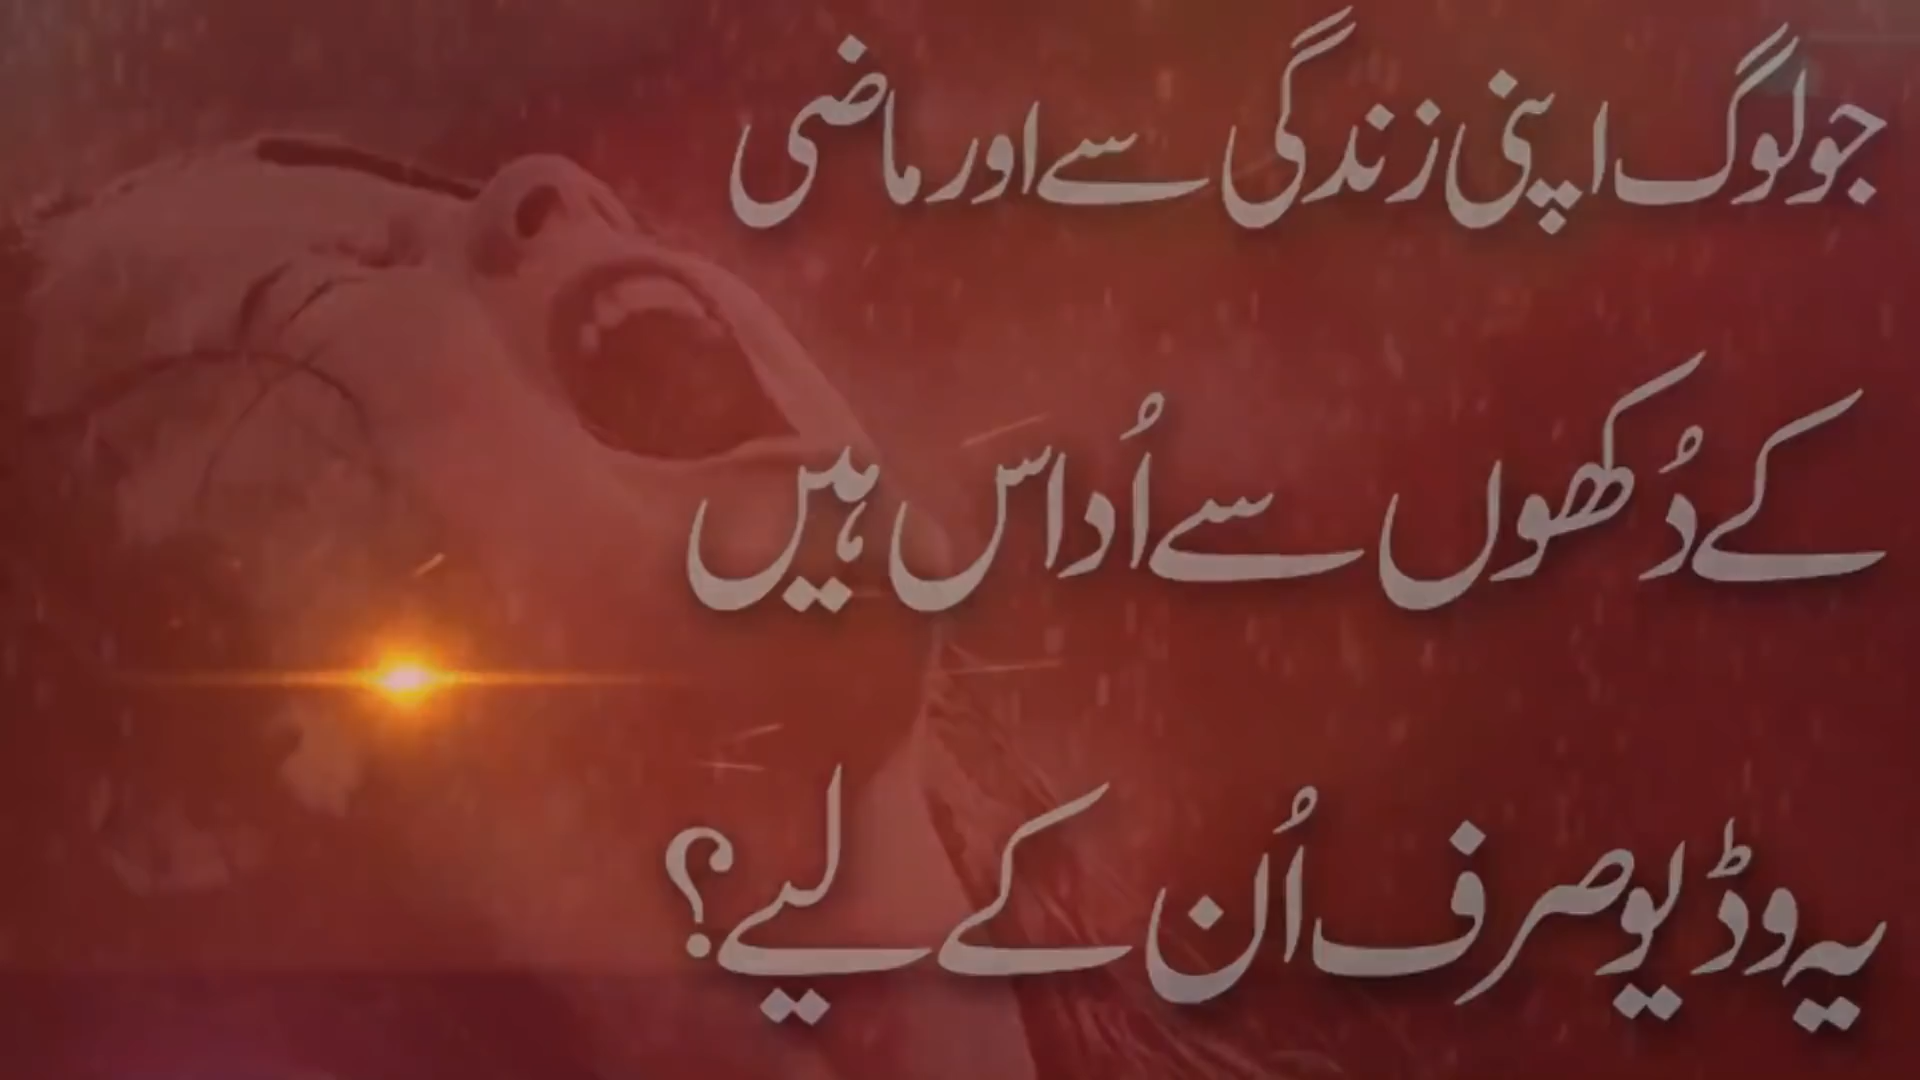 جو لوگ اپنی زندگی سے اور ماضی
کے دُکھوں سے اُداس ہیں
یہ وڈیو صرف اُن کے لیے؟